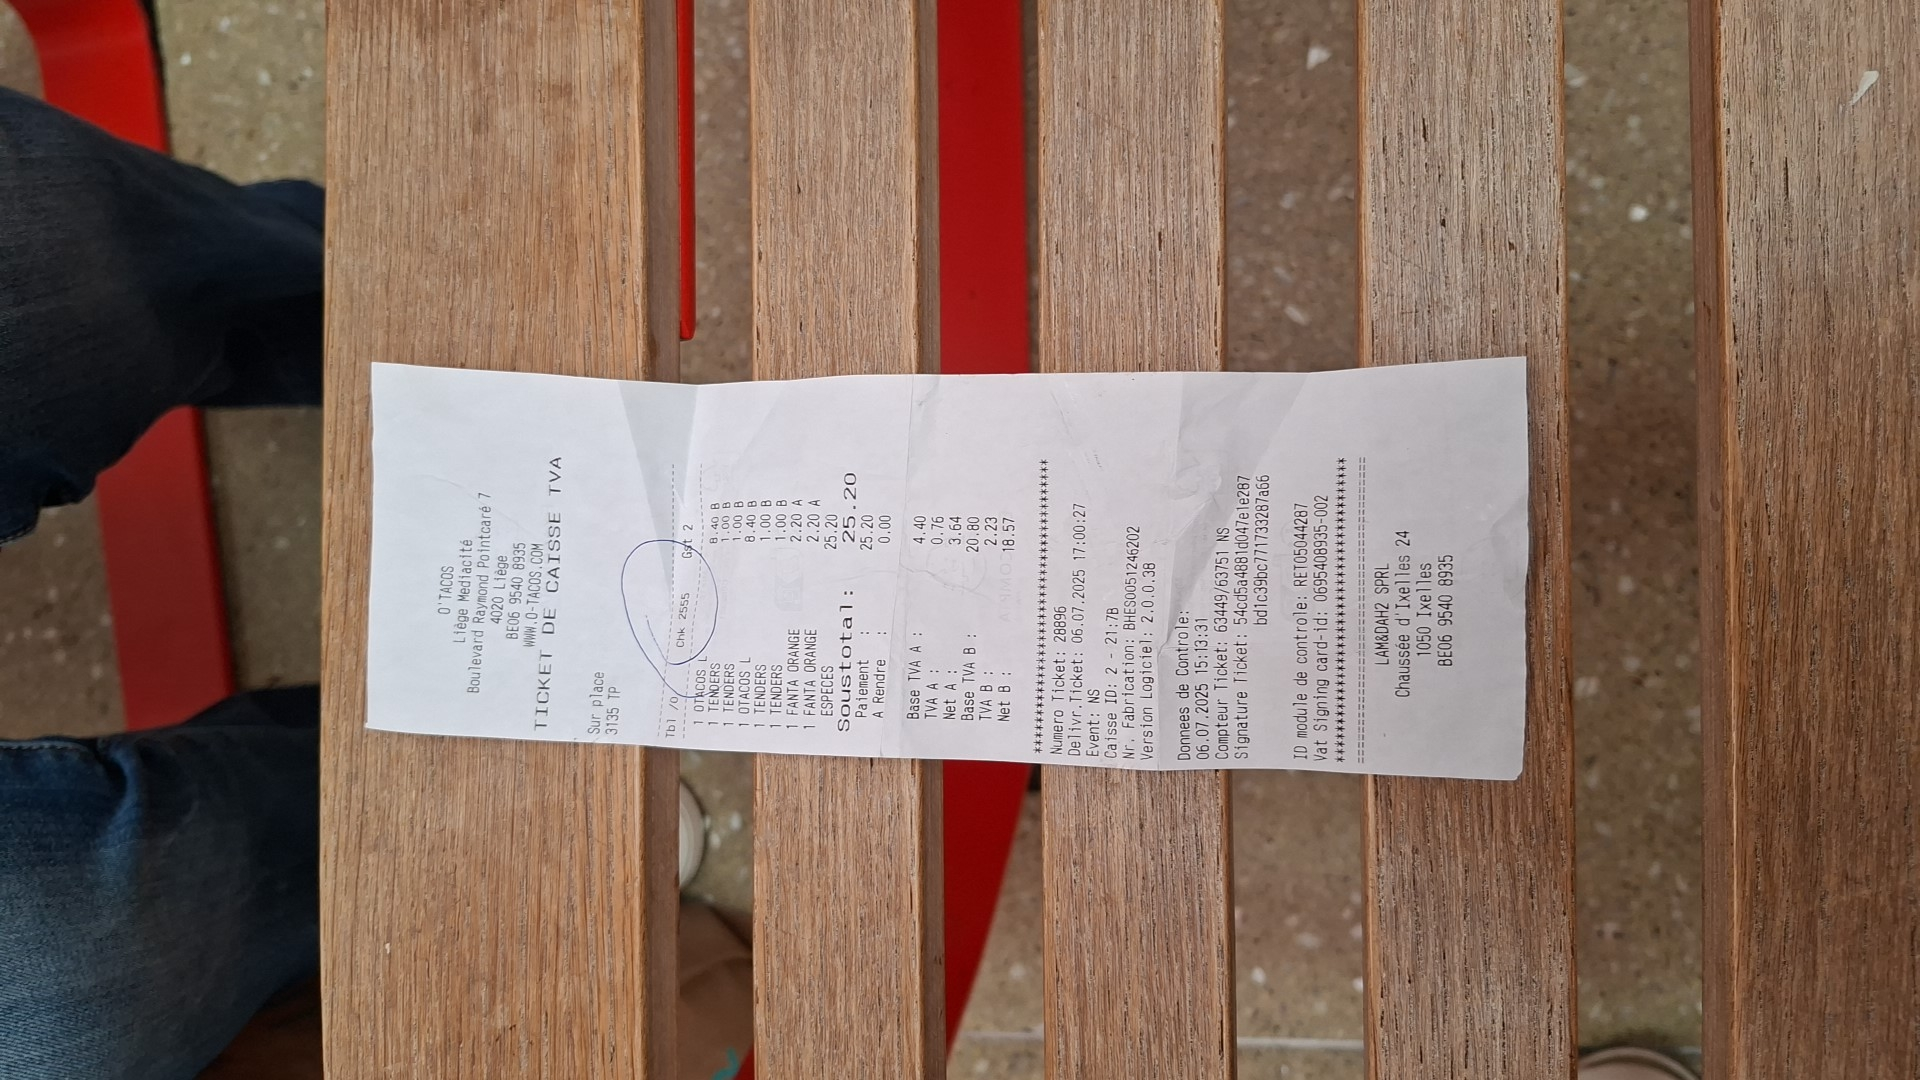 O'TACOS
Liège Mediacité
Boulevard Raymond Pointcaré 7
4020 Liège
BE06 9540 8935
WWW.O-TACOS.COM
TICKET DE CAISSE TVA
Sur place
3135 TP
Tbl /0 Chk 2555 Gst 2
1 OTACOS L 8.40 B
1 TENDERS 1.00 B
1 TENDERS 1.00 B
1 OTACOS L 8.40 B
1 TENDERS 1.00 B
1 TENDERS 1.00 B
1 FANTA ORANGE 2.20 A
1 FANTA ORANGE 2.20 A
ESPECES 25.20
Soustotal: 25.20
Paiement : 25.20
A Rendre : 0.00
Base TVA A : 4.40
TVA A : 0.76
Net A : 3.64
Base TVA B : 20.80
TVA B : 2.23
Net B : 18.57
****************************************
Numero Ticket: 28896
Delivr.Ticket: 06.07.2025 17:00:27
Event: NS
Caisse ID: 2 - 21:7B
Nr. Fabrication: BHES0051246202
Version Logiciel: 2.0.0.38
Donnees de Controle:
06.07.2025 15:13:31
Compteur Ticket: 63449/63751 NS
Signature Ticket: 54cd5a4881d047e1e287
bd1c39bc77173328​7a66
ID module de controle: RET05044287
Vat Signing card-id: 0695408935-002
****************************************
========================================
LAM&DAH2 SPRL
Chaussée d'Ixelles 24
1050 Ixelles
BE06 9540 8935